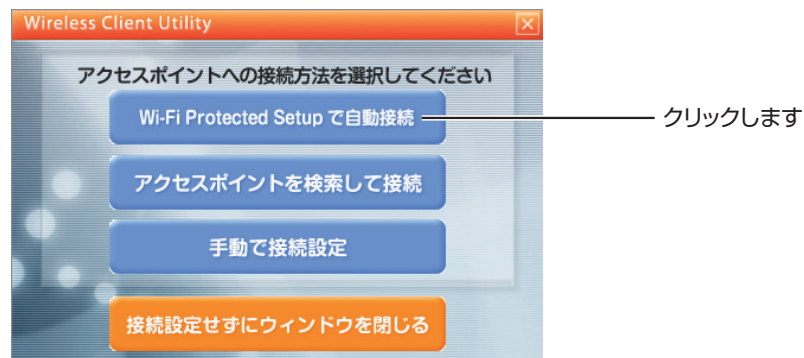 Wireless Client Utility
アクセスポイントへの接続方法を選択してください
Wi-Fi Protected Setup で自動接続
クリックします
アクセスポイントを検索して接続
手動で接続設定
接続設定せずにウィンドウを閉じる